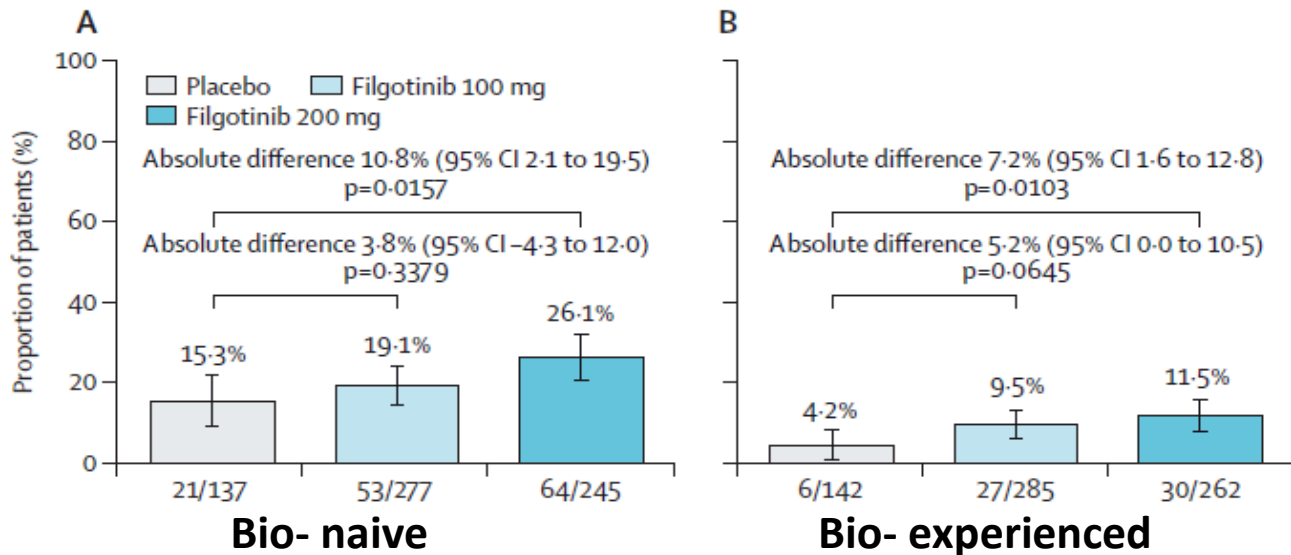 A
B
Proportion of patients (%)
100
80
60
40
20
0
Placebo
Filgotinib 100 mg
Filgotinib 200 mg
Absolute difference 10·8% (95% CI 2·1 to 19·5)
p=0·0157
Absolute difference 3·8% (95% CI –4·3 to 12·0)
p=0·3379
15·3%
19·1%
26·1%
21/137
53/277
64/245
Bio- naive
Absolute difference 7·2% (95% CI 1·6 to 12·8)
p=0·0103
Absolute difference 5·2% (95% CI 0·0 to 10·5)
p=0·0645
4·2%
9·5%
11·5%
6/142
27/285
30/262
Bio- experienced